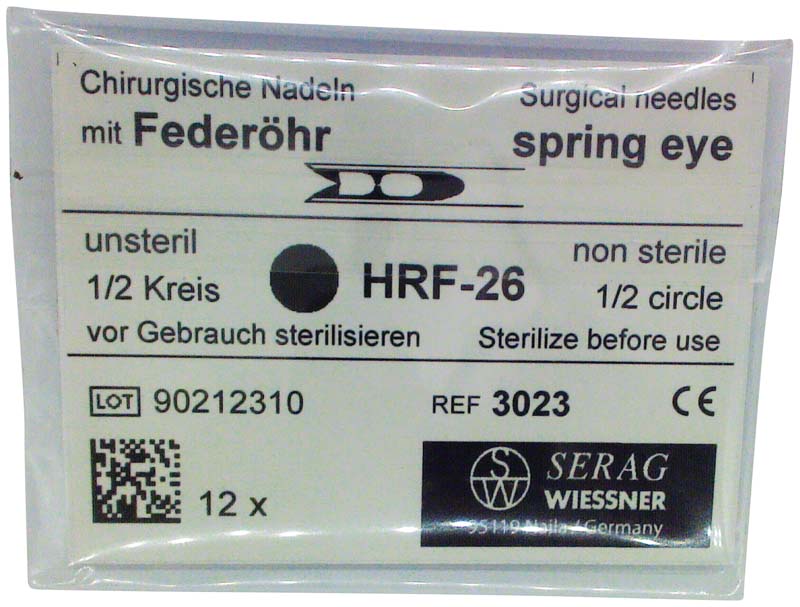 Chirurgische Nadeln
mit Federöhr
Surgical needles
spring eye
unsteril
1/2 Kreis
vor Gebrauch sterilisieren
HRF-26
non sterile
1/2 circle
Sterilize before use
LOT 90212310
REF 3023
CE
12 x
SW
SERAG
WIESSNER
95119 Naila / Germany